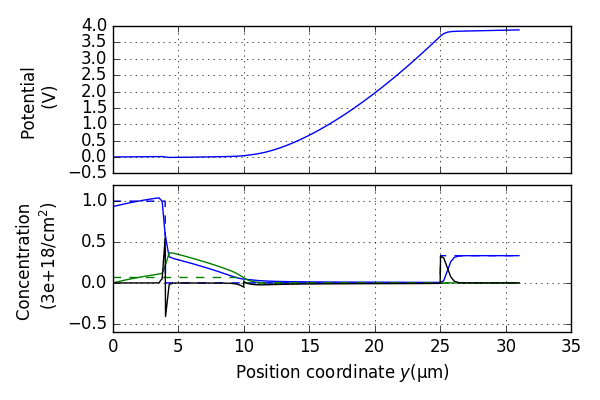 4.0
3.5
3.0
2.5
2.0
1.5
1.0
0.5
0.0
−0.5
Potential
(V)
1.0
0.5
0.0
−0.5
Concentration
(3e+18/cm²)
0 5 10 15 20 25 30 35
Position coordinate y(µm)